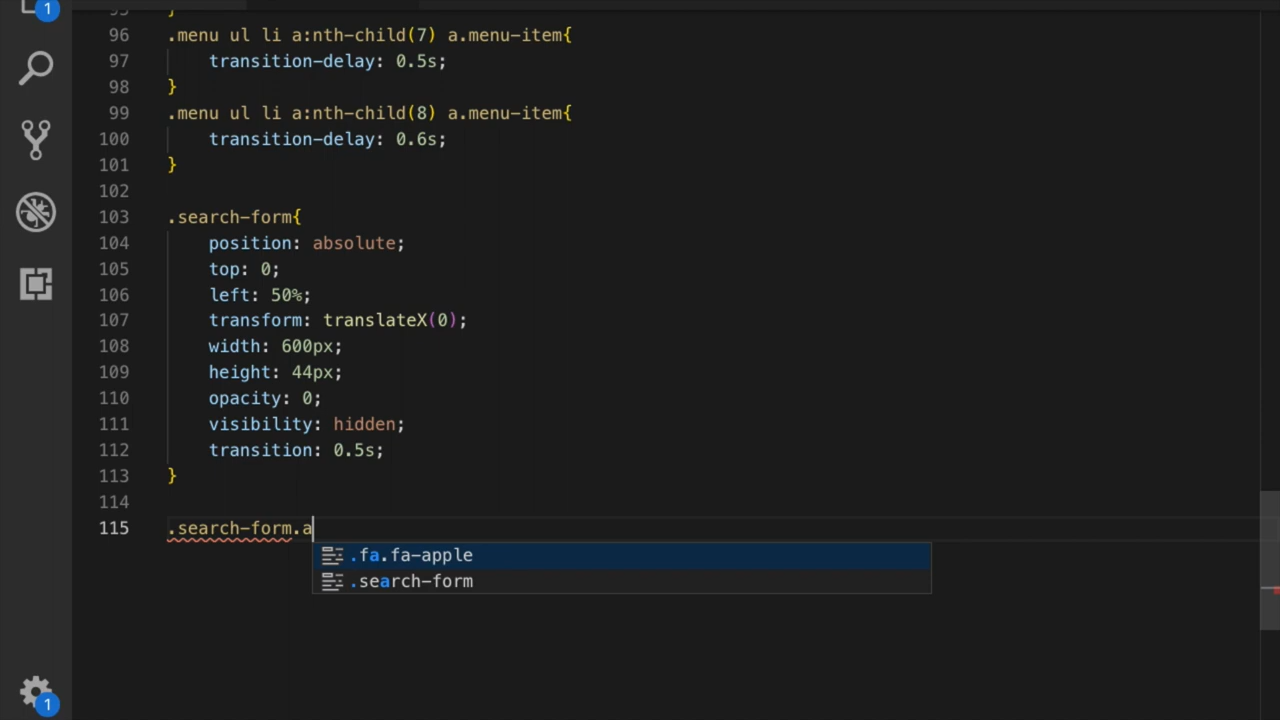 1
95 }
96 .menu ul li a:nth-child(7) a.menu-item{
97 transition-delay: 0.5s;
98 }
99 .menu ul li a:nth-child(8) a.menu-item{
100 transition-delay: 0.6s;
101 }
102
103 .search-form{
104 position: absolute;
105 top: 0;
106 left: 50%;
107 transform: translateX(0);
108 width: 600px;
109 height: 44px;
110 opacity: 0;
111 visibility: hidden;
112 transition: 0.5s;
113 }
114
115 .search-form.a
.fa.fa-apple
.search-form
1